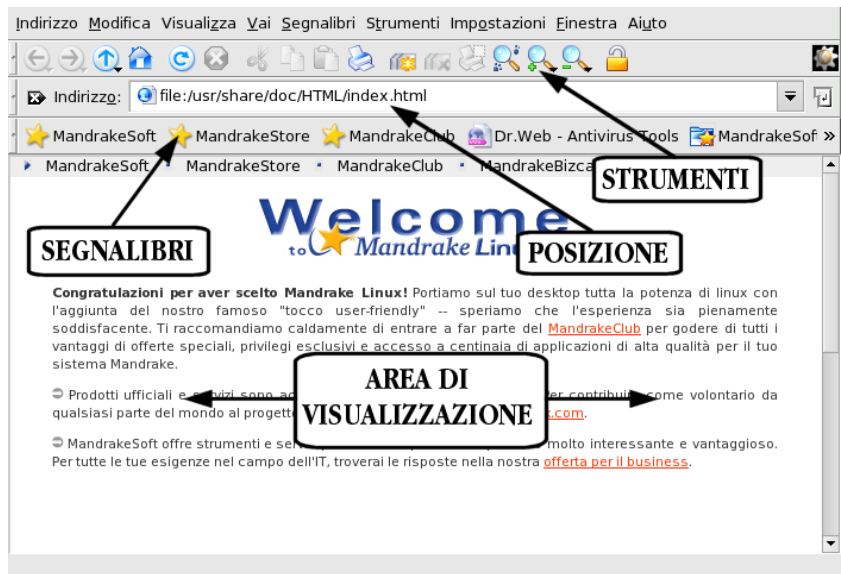 Indirizzo Modifica Visualizza Vai Segnalibri Strumenti Impostazioni Finestra Aiuto
Indirizzo: file:/usr/share/doc/HTML/index.html
MandrakeSoft MandrakeStore MandrakeClub Dr.Web - Antivirus Tools MandrakeSof »
MandrakeSoft MandrakeStore MandrakeClub MandrakeBizca
STRUMENTI
Welcome
to Mandrake Linu
SEGNALIBRI
POSIZIONE
Congratulazioni per aver scelto Mandrake Linux! Portiamo sul tuo desktop tutta la potenza di linux con
l'aggiunta del nostro famoso "tocco user-friendly" -- speriamo che l'esperienza sia pienamente
soddisfacente. Ti raccomandiamo caldamente di entrare a far parte del MandrakeClub per godere di tutti i
vantaggi di offerte speciali, privilegi esclusivi e accesso a centinaia di applicazioni di alta qualità per il tuo
sistema Mandrake.
AREA DI
VISUALIZZAZIONE
Prodotti ufficiali e servizi sono Per contribuire come volontario da
qualsiasi parte del mondo al progetto .com.
MandrakeSoft offre strumenti e molto interessante e vantaggioso.
Per tutte le tue esigenze nel campo dell'IT, troverai le risposte nella nostra offerta per il business.